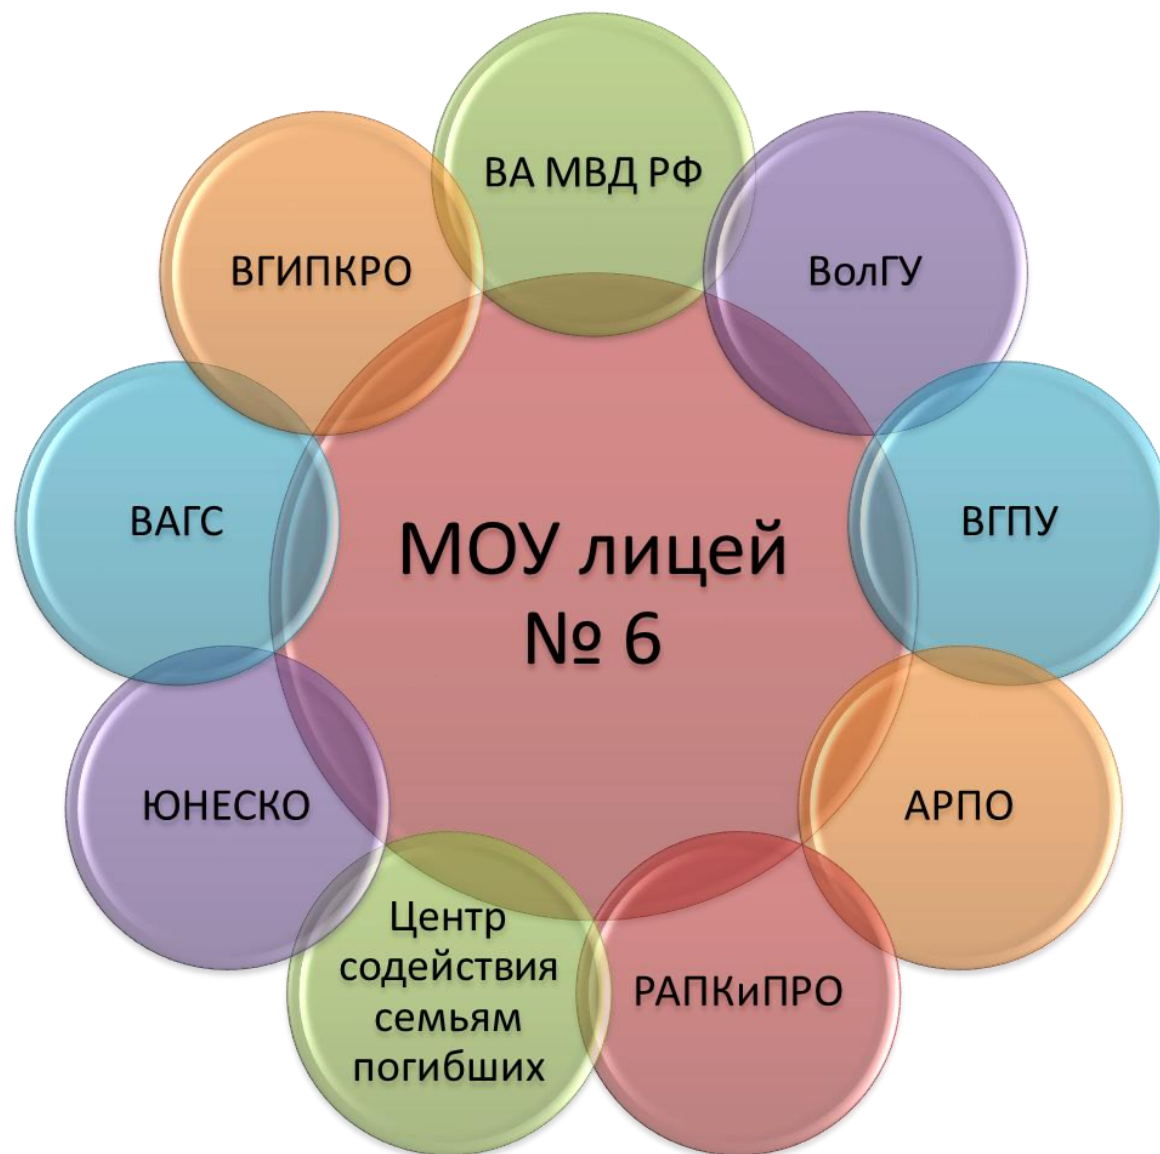 ВА МВД РФ
ВолГУ
ВГПУ
АРПО
РАПКиПРО
Центр
содействия
семьям
погибших
ЮНЕСКО
ВАГС
ВГИПКРО
МОУ лицей
№ 6